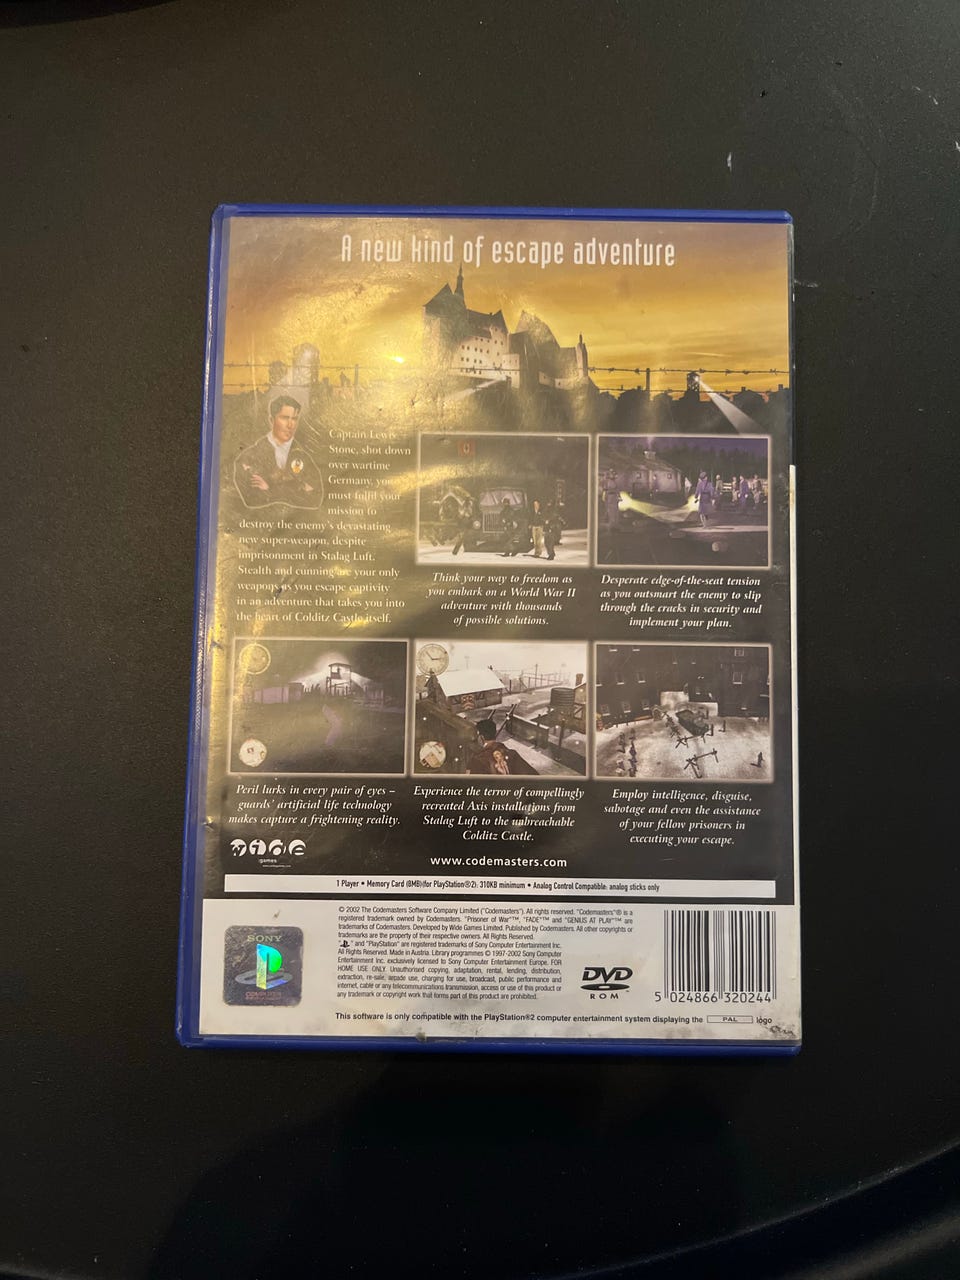 A new kind of escape adventure
Captain Lewis
Stone, shot down
over wartime
Germany, you
must fulfil your
mission to
destroy the enemy's devastating
new super-weapon, despite
imprisonment in Stalag Luft.
Stealth and cunning are your only
weapons as you escape captivity
in an adventure that takes you into
the heart of Colditz Castle itself.
Think your way to freedom as
you embark on a World War II
adventure with thousands
of possible solutions.
Desperate edge-of-the-seat tension
as you outsmart the enemy to slip
through the cracks in security and
implement your plan.
Peril lurks in every pair of eyes –
guards' artificial life technology
makes capture a frightening reality.
Experience the terror of compellingly
recreated Axis installations from
Stalag Luft to the unbreachable
Colditz Castle.
Employ intelligence, disguise,
sabotage and even the assistance
of your fellow prisoners in
executing your escape.
wide
games
www.codemasters.com
1 Player • Memory Card (8MB)(for PlayStation®2): 310KB minimum • Analog Control Compatible: analog sticks only
© 2002 The Codemasters Software Company Limited ("Codemasters"). All rights reserved. "Codemasters"® is a
registered trademark owned by Codemasters. "Prisoner of War"™, "FADE"™ and "GENIUS AT PLAY"™ are
trademarks of Codemasters. Developed by Wide Games Limited. Published by Codemasters. All other copyrights or
trademarks are the property of their respective owners. All Rights Reserved.
" " and "PlayStation" are registered trademarks of Sony Computer Entertainment Inc.
All Rights Reserved. Made in Austria. Library programmes © 1997-2002 Sony Computer
Entertainment Inc. exclusively licensed to Sony Computer Entertainment Europe. FOR
HOME USE ONLY. Unauthorised copying, adaptation, rental, lending, distribution,
extraction, re-sale, arcade use, charging for use, broadcast, public performance and
internet, cable or any telecommunications transmission, access or use of this product or
any trademark or copyright work that forms part of this product are prohibited.
SONY
DVD
ROM
5 024866 320244
This software is only compatible with the PlayStation®2 computer entertainment system displaying the PAL logo